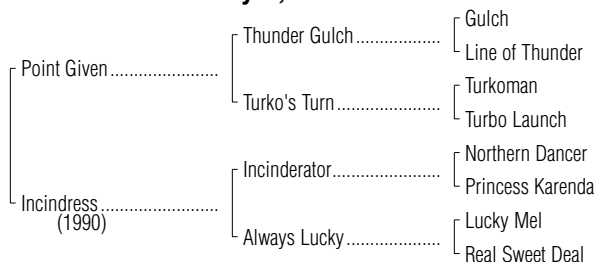 Gulch
Thunder Gulch..................
Line of Thunder
Point Given.......................
Turkoman
Turko's Turn......................
Turbo Launch
Northern Dancer
Incinderator.......................
Princess Karenda
Incindress.........................
(1990)
Lucky Mel
Always Lucky....................
Real Sweet Deal